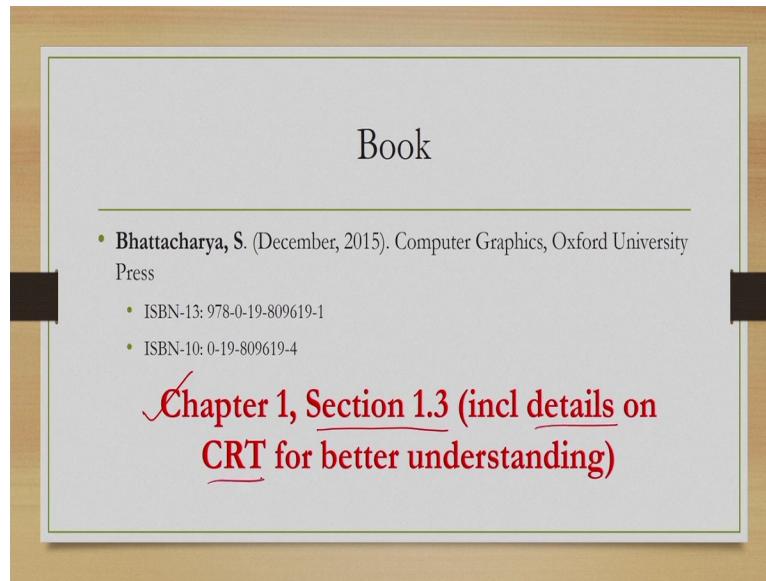 Book
• Bhattacharya, S. (December, 2015). Computer Graphics, Oxford University
Press
• ISBN-13: 978-0-19-809619-1
• ISBN-10: 0-19-809619-4
Chapter 1, Section 1.3 (incl details on
CRT for better understanding)